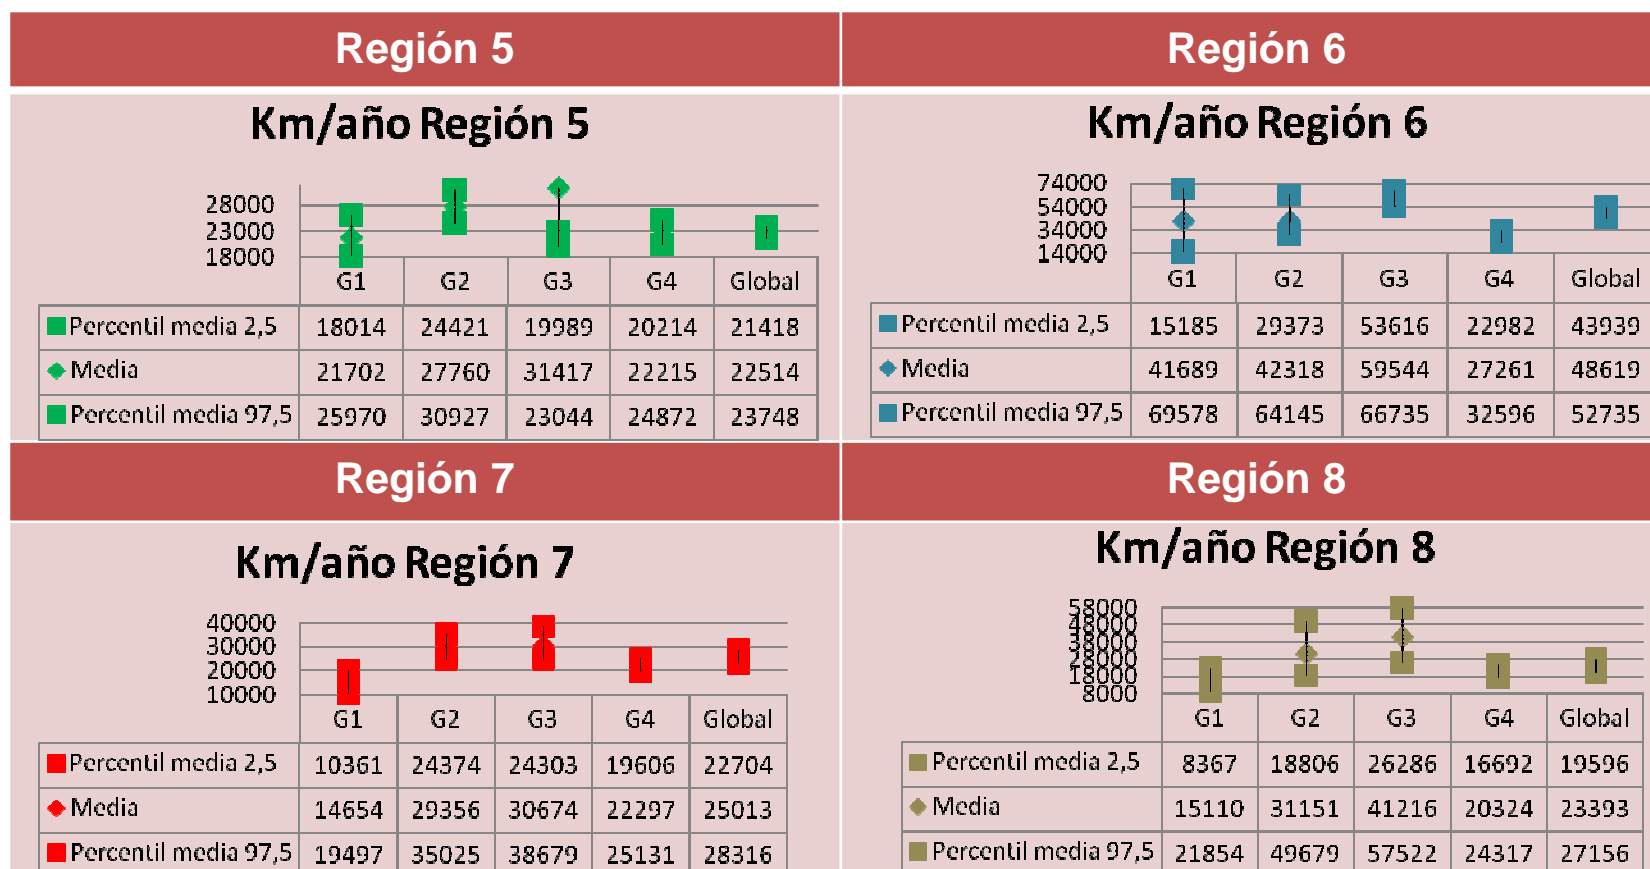 Región 5
Región 6
Km/año Región 5
28000
23000
18000
G1 G2 G3 G4 Global
Percentil media 2,5 18014 24421 19989 20214 21418
Media 21702 27760 31417 22215 22514
Percentil media 97,5 25970 30927 23044 24872 23748
Km/año Región 6
74000
54000
34000
14000
G1 G2 G3 G4 Global
Percentil media 2,5 15185 29373 53616 22982 43939
Media 41689 42318 59544 27261 48619
Percentil media 97,5 69578 64145 66735 32596 52735
Región 7
Región 8
Km/año Región 7
40000
30000
20000
10000
G1 G2 G3 G4 Global
Percentil media 2,5 10361 24374 24303 19606 22704
Media 14654 29356 30674 22297 25013
Percentil media 97,5 19497 35025 38679 25131 28316
Km/año Región 8
58000
48000
38000
28000
18000
8000
G1 G2 G3 G4 Global
Percentil media 2,5 8367 18806 26286 16692 19596
Media 15110 31151 41216 20324 23393
Percentil media 97,5 21854 49679 57522 24317 27156